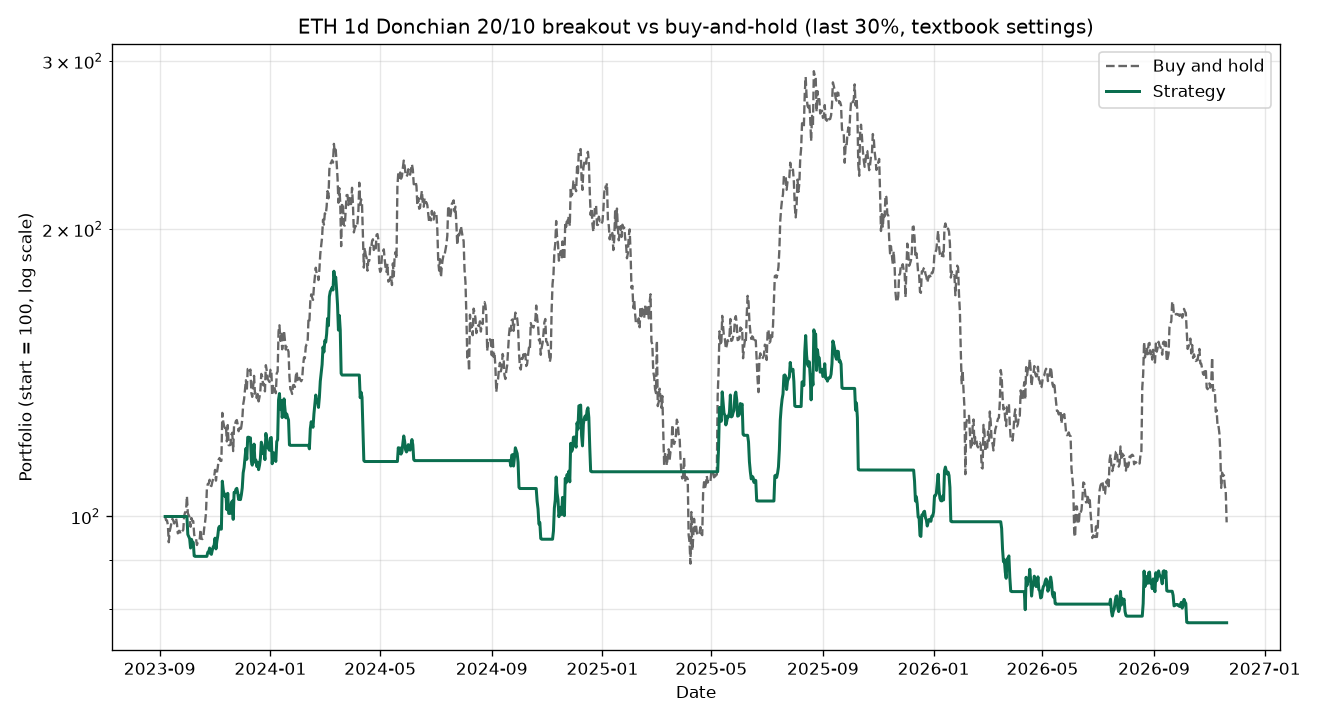 ETH 1d Donchian 20/10 breakout vs buy-and-hold (last 30%, textbook settings)
Buy and hold
Strategy
Portfolio (start = 100, log scale)
3 × 10²
2 × 10²
10²
2023-09 2024-01 2024-05 2024-09 2025-01 2025-05 2025-09 2026-01 2026-05 2026-09 2027-01
Date